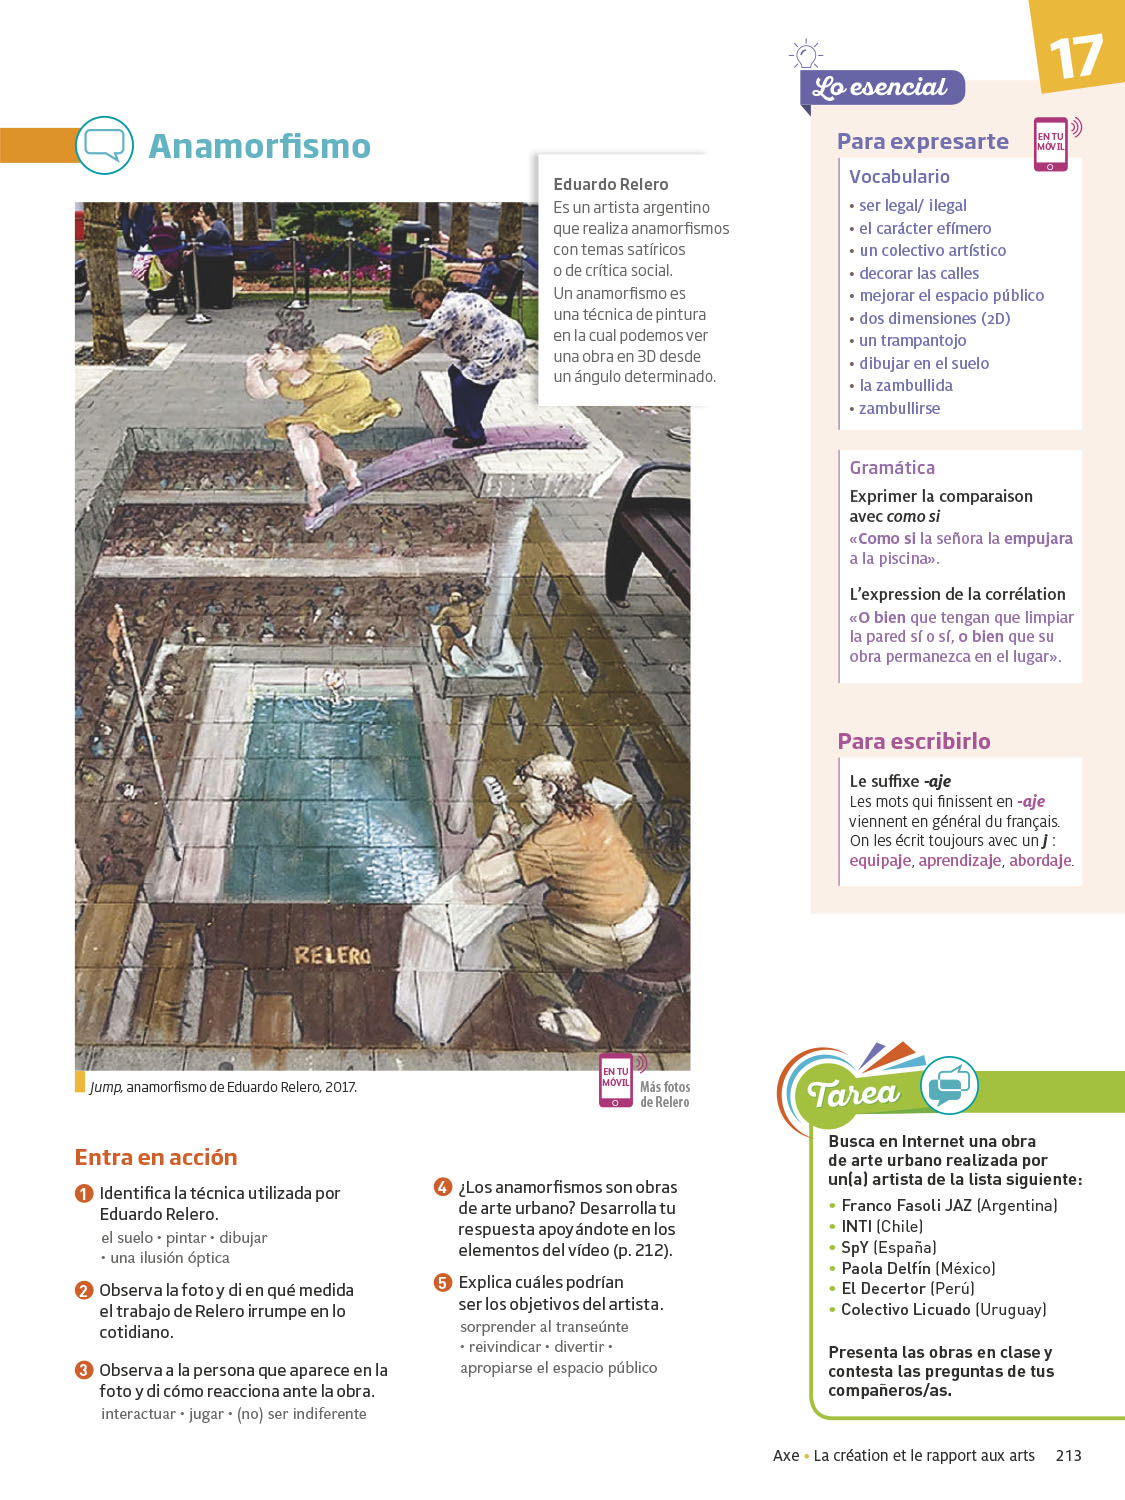 17
Anamorfismo
Eduardo Relero
Es un artista argentino
que realiza anamorfismos
con temas satíricos
o de crítica social.
Un anamorfismo es
una técnica de pintura
en la cual podemos ver
una obra en 3D desde
un ángulo determinado.
RELERO
Jump, anamorfismo de Eduardo Relero, 2017.
EN TU
MÓVIL
Más fotos
de Relero
Entra en acción
1 Identifica la técnica utilizada por
Eduardo Relero.
el suelo • pintar • dibujar
• una ilusión óptica
2 Observa la foto y di en qué medida
el trabajo de Relero irrumpe en lo
cotidiano.
3 Observa a la persona que aparece en la
foto y di cómo reacciona ante la obra.
interactuar • jugar • (no) ser indiferente
4 ¿Los anamorfismos son obras
de arte urbano? Desarrolla tu
respuesta apoyándote en los
elementos del vídeo (p. 212).
5 Explica cuáles podrían
ser los objetivos del artista.
sorprender al transeúnte
• reivindicar • divertir •
apropiarse el espacio público
Lo esencial
Para expresarte
EN TU
MÓVIL
Vocabulario
• ser legal/ ilegal
• el carácter efímero
• un colectivo artístico
• decorar las calles
• mejorar el espacio público
• dos dimensiones (2D)
• un trampantojo
• dibujar en el suelo
• la zambullida
• zambullirse
Gramática
Exprimer la comparaison
avec como si
«Como si la señora la empujara
a la piscina».
L'expression de la corrélation
«O bien que tengan que limpiar
la pared sí o sí, o bien que su
obra permanezca en el lugar».
Para escribirlo
Le suffixe -aje
Les mots qui finissent en -aje
viennent en général du français.
On les écrit toujours avec un j :
equipaje, aprendizaje, abordaje.
Tarea
Busca en Internet una obra
de arte urbano realizada por
un(a) artista de la lista siguiente:
• Franco Fasoli JAZ (Argentina)
• INTI (Chile)
• SpY (España)
• Paola Delfín (México)
• El Decertor (Perú)
• Colectivo Licuado (Uruguay)
Presenta las obras en clase y
contesta las preguntas de tus
compañeros/as.
Axe • La création et le rapport aux arts 213